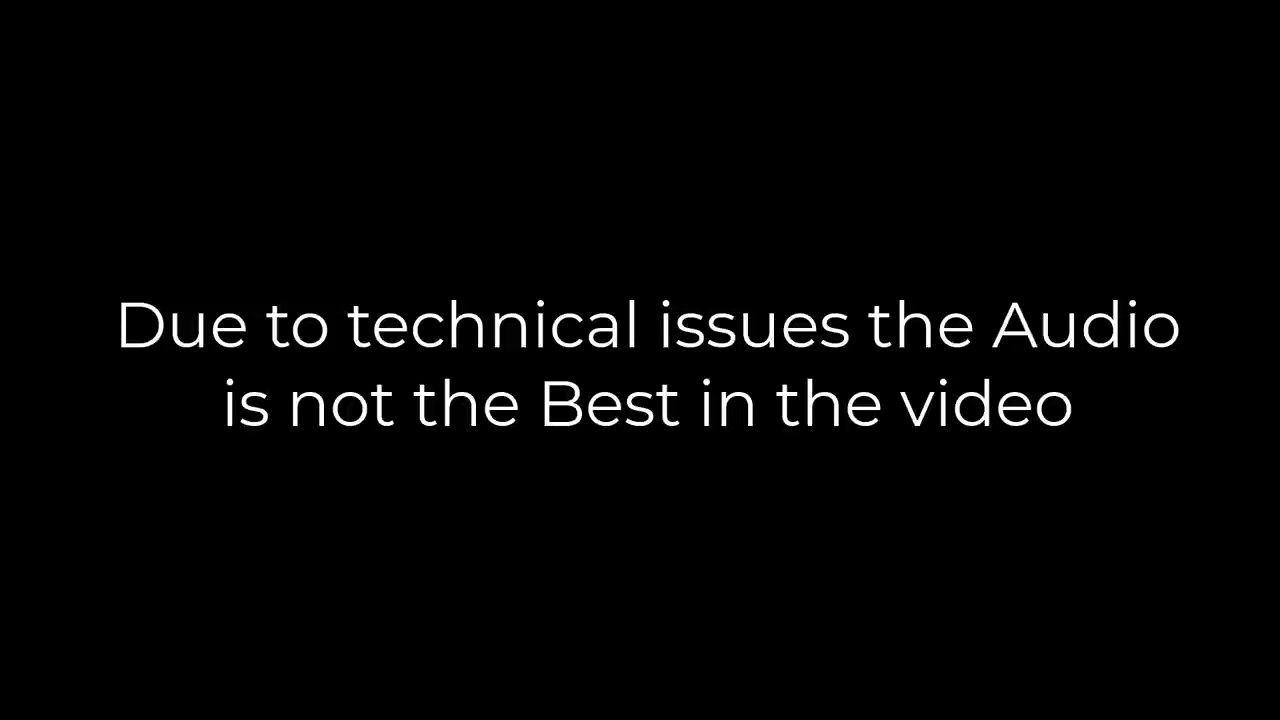 Due to technical issues the Audio
is not the Best in the video